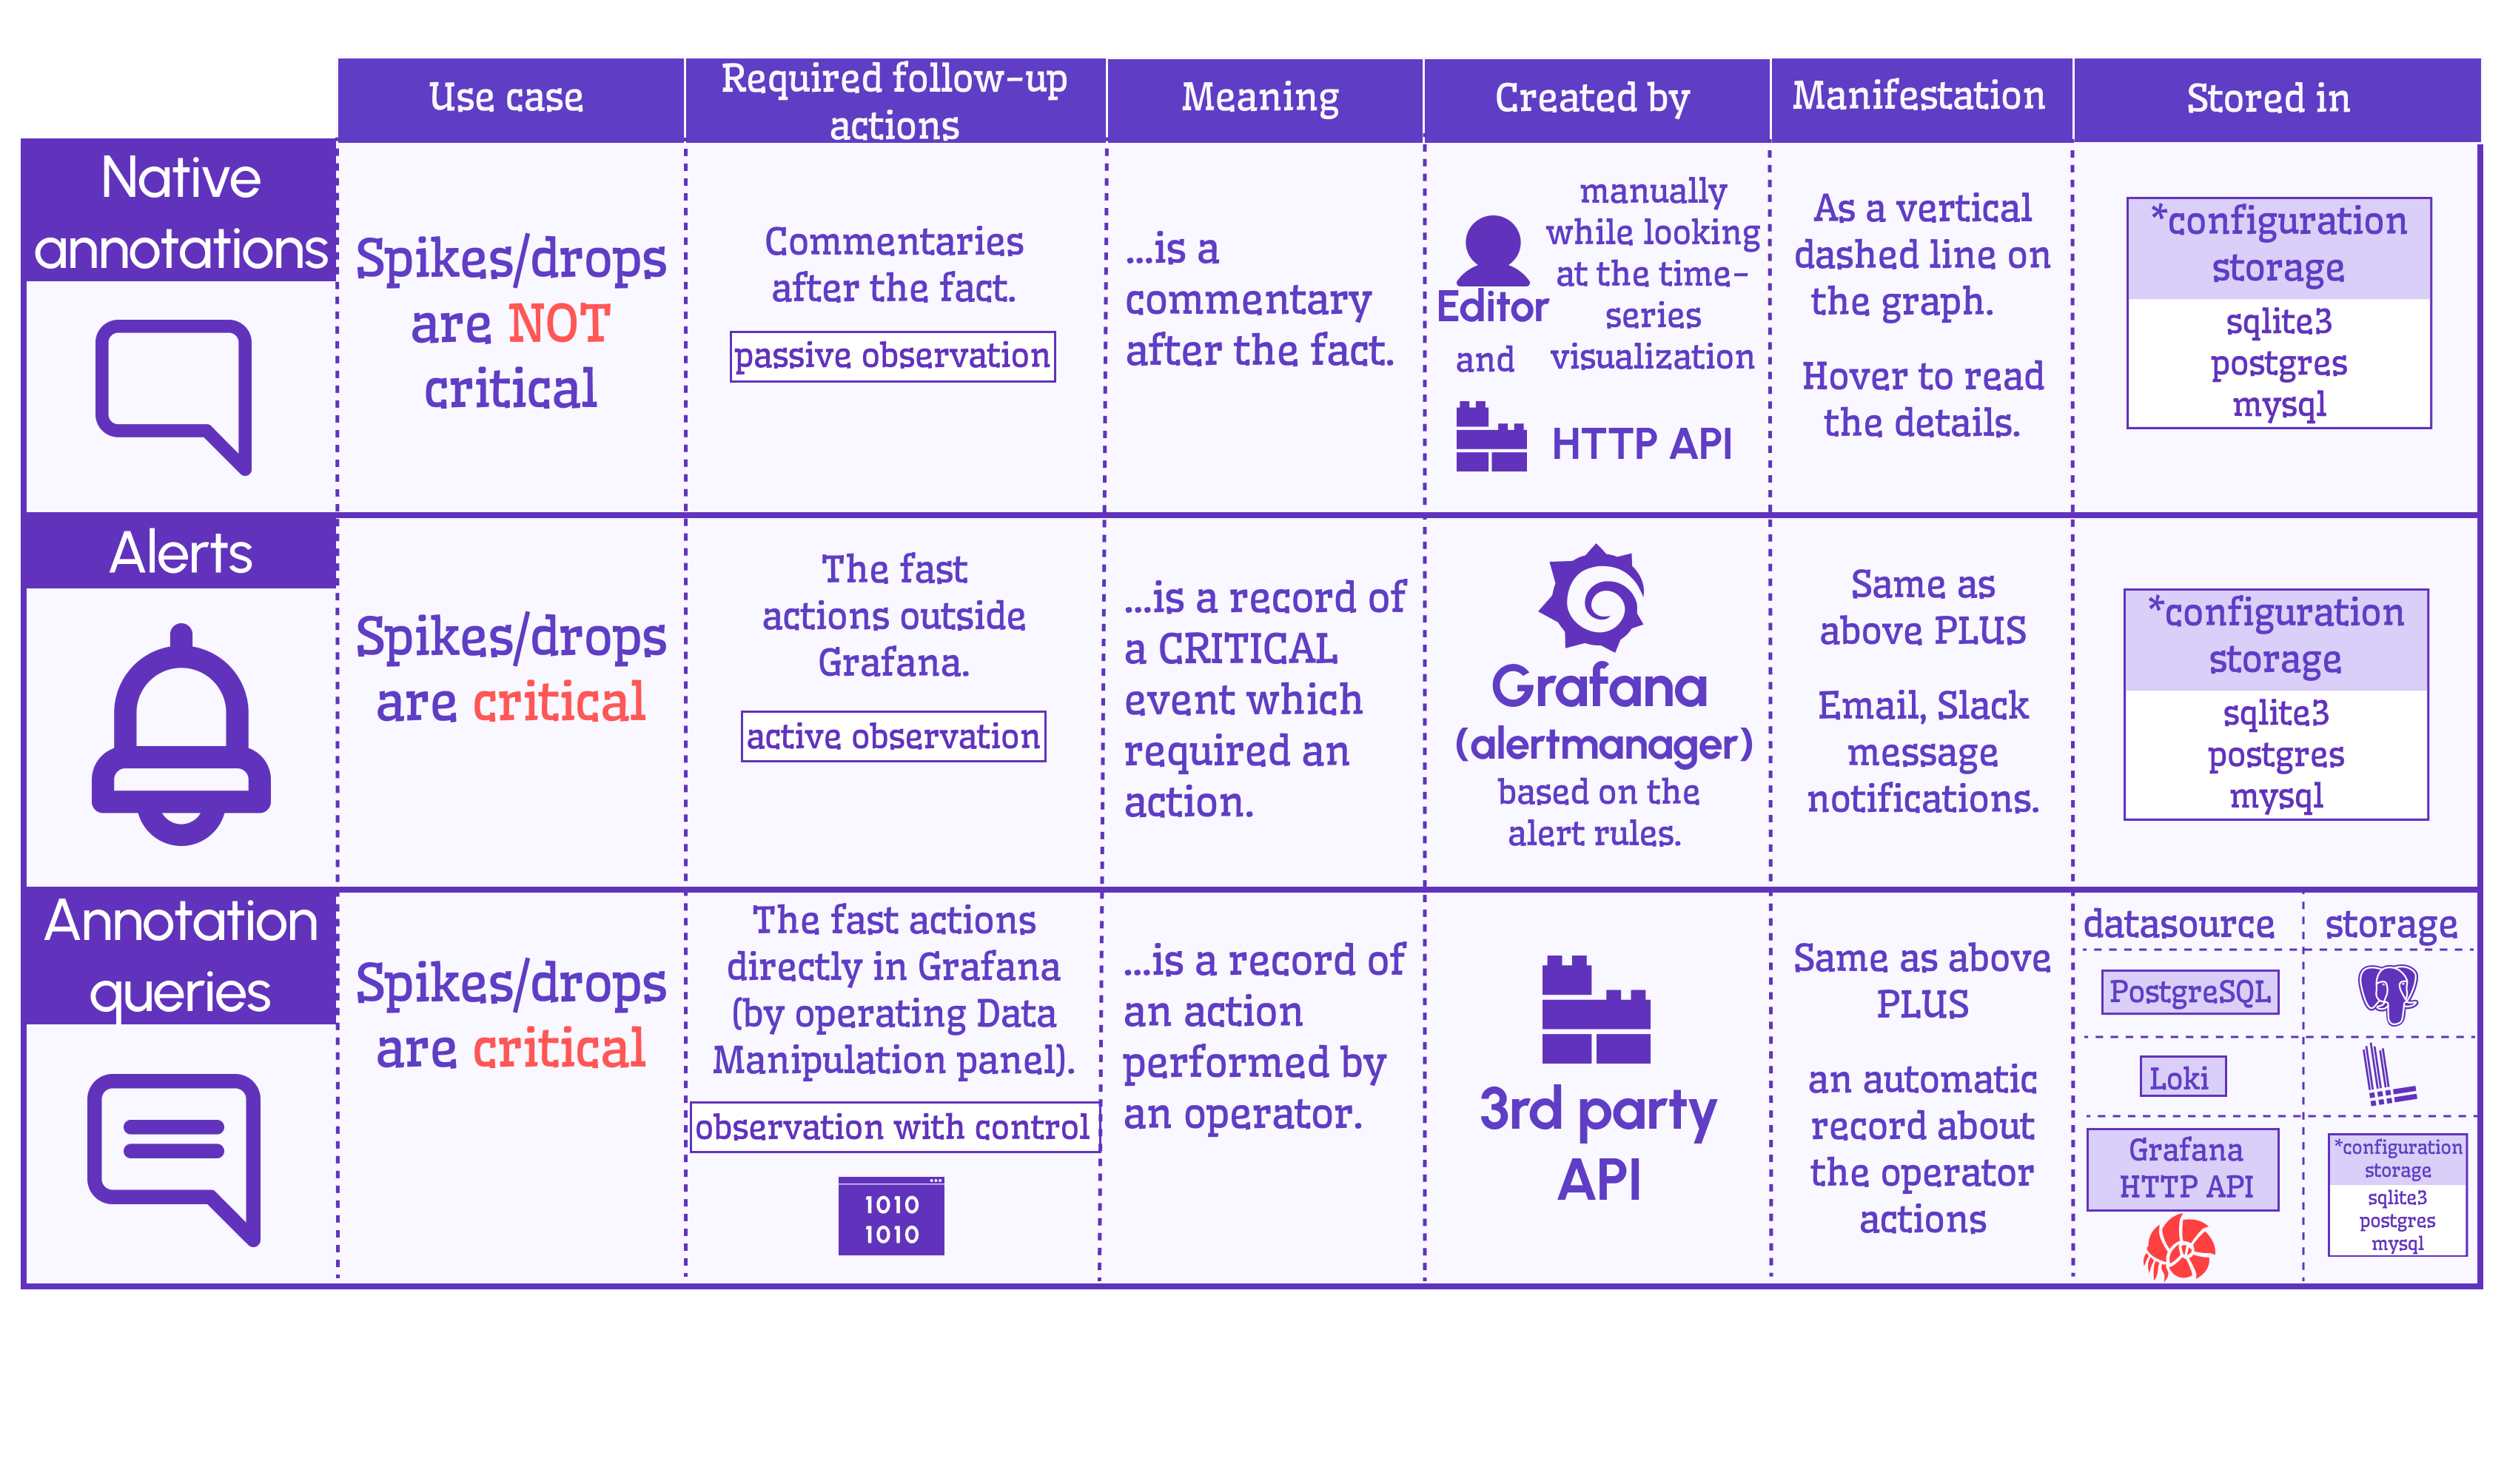 Use case
Required follow-up
actions
Meaning
Created by
Manifestation
Stored in
Native
annotations
Spikes/drops
are NOT
critical
Commentaries
after the fact.
passive observation
...is a
commentary
after the fact.
Editor
and
manually
while looking
at the time-
series
visualization
HTTP API
As a vertical
dashed line on
the graph.
Hover to read
the details.
*configuration
storage
sqlite3
postgres
mysql
Alerts
Spikes/drops
are critical
The fast
actions outside
Grafana.
active observation
...is a record of
a CRITICAL
event which
required an
action.
Grafana
(alertmanager)
based on the
alert rules.
Same as
above PLUS
Email, Slack
message
notifications.
*configuration
storage
sqlite3
postgres
mysql
Annotation
queries
Spikes/drops
are critical
The fast actions
directly in Grafana
(by operating Data
Manipulation panel).
observation with control
1010
1010
...is a record of
an action
performed by
an operator.
3rd party
API
Same as above
PLUS
an automatic
record about
the operator
actions
datasource
storage
PostgreSQL
Loki
Grafana
HTTP API
*configuration
storage
sqlite3
postgres
mysql